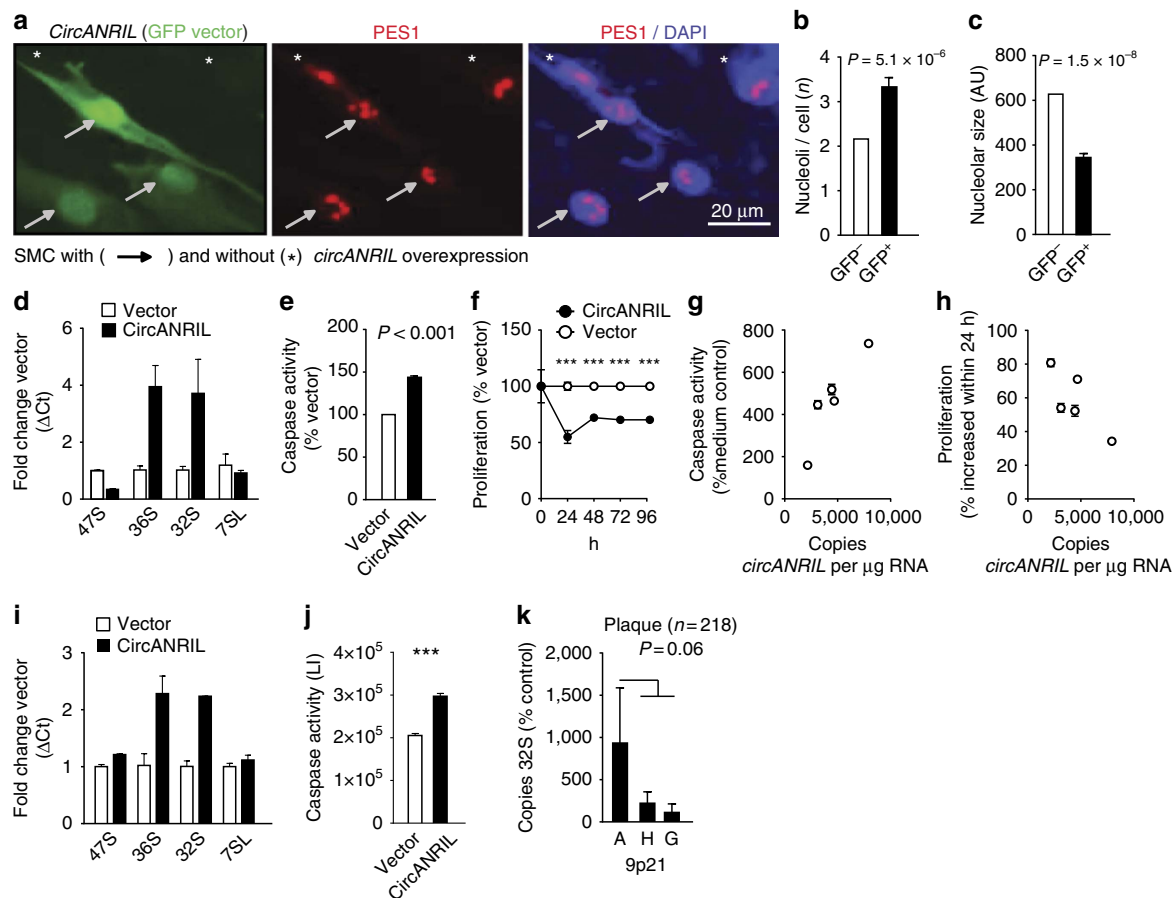 a
CircANRIL (GFP vector)
PES1
PES1 / DAPI
* *
* *
* *
20 µm
SMC with ( → ) and without (*) circANRIL overexpression
b
P = 5.1 × 10⁻⁶
Nucleoli / cell (n)
6
4
2
0
GFP⁻
GFP⁺
c
P = 1.5 × 10⁻⁸
Nucleolar size (AU)
800
600
400
200
0
GFP⁻
GFP⁺
d
Vector
CircANRIL
Fold change vector
(ΔCt)
6
4
2
0
47S
36S
32S
7SL
e
P < 0.001
Caspase activity
(% vector)
200
150
100
50
0
Vector
CircANRIL
f
CircANRIL
Vector
Proliferation (% vector)
150
100
50
0
*** *** *** ***
0 24 48 72 96
h
g
Caspase activity
(%medium control)
800
600
400
200
0
0 5,000 10,000
Copies
circANRIL per µg RNA
h
Proliferation
(% increased within 24 h)
100
80
60
40
20
0
0 5,000 10,000
Copies
circANRIL per µg RNA
i
Vector
CircANRIL
Fold change vector
(ΔCt)
3
2
1
0
47S
36S
32S
7SL
j
Caspase activity (LI)
4×10⁵
3×10⁵
2×10⁵
1×10⁵
0
***
Vector
CircANRIL
k
Plaque (n = 218)
P = 0.06
Copies 32S (% control)
2,000
1,500
1,000
500
0
A H G
9p21